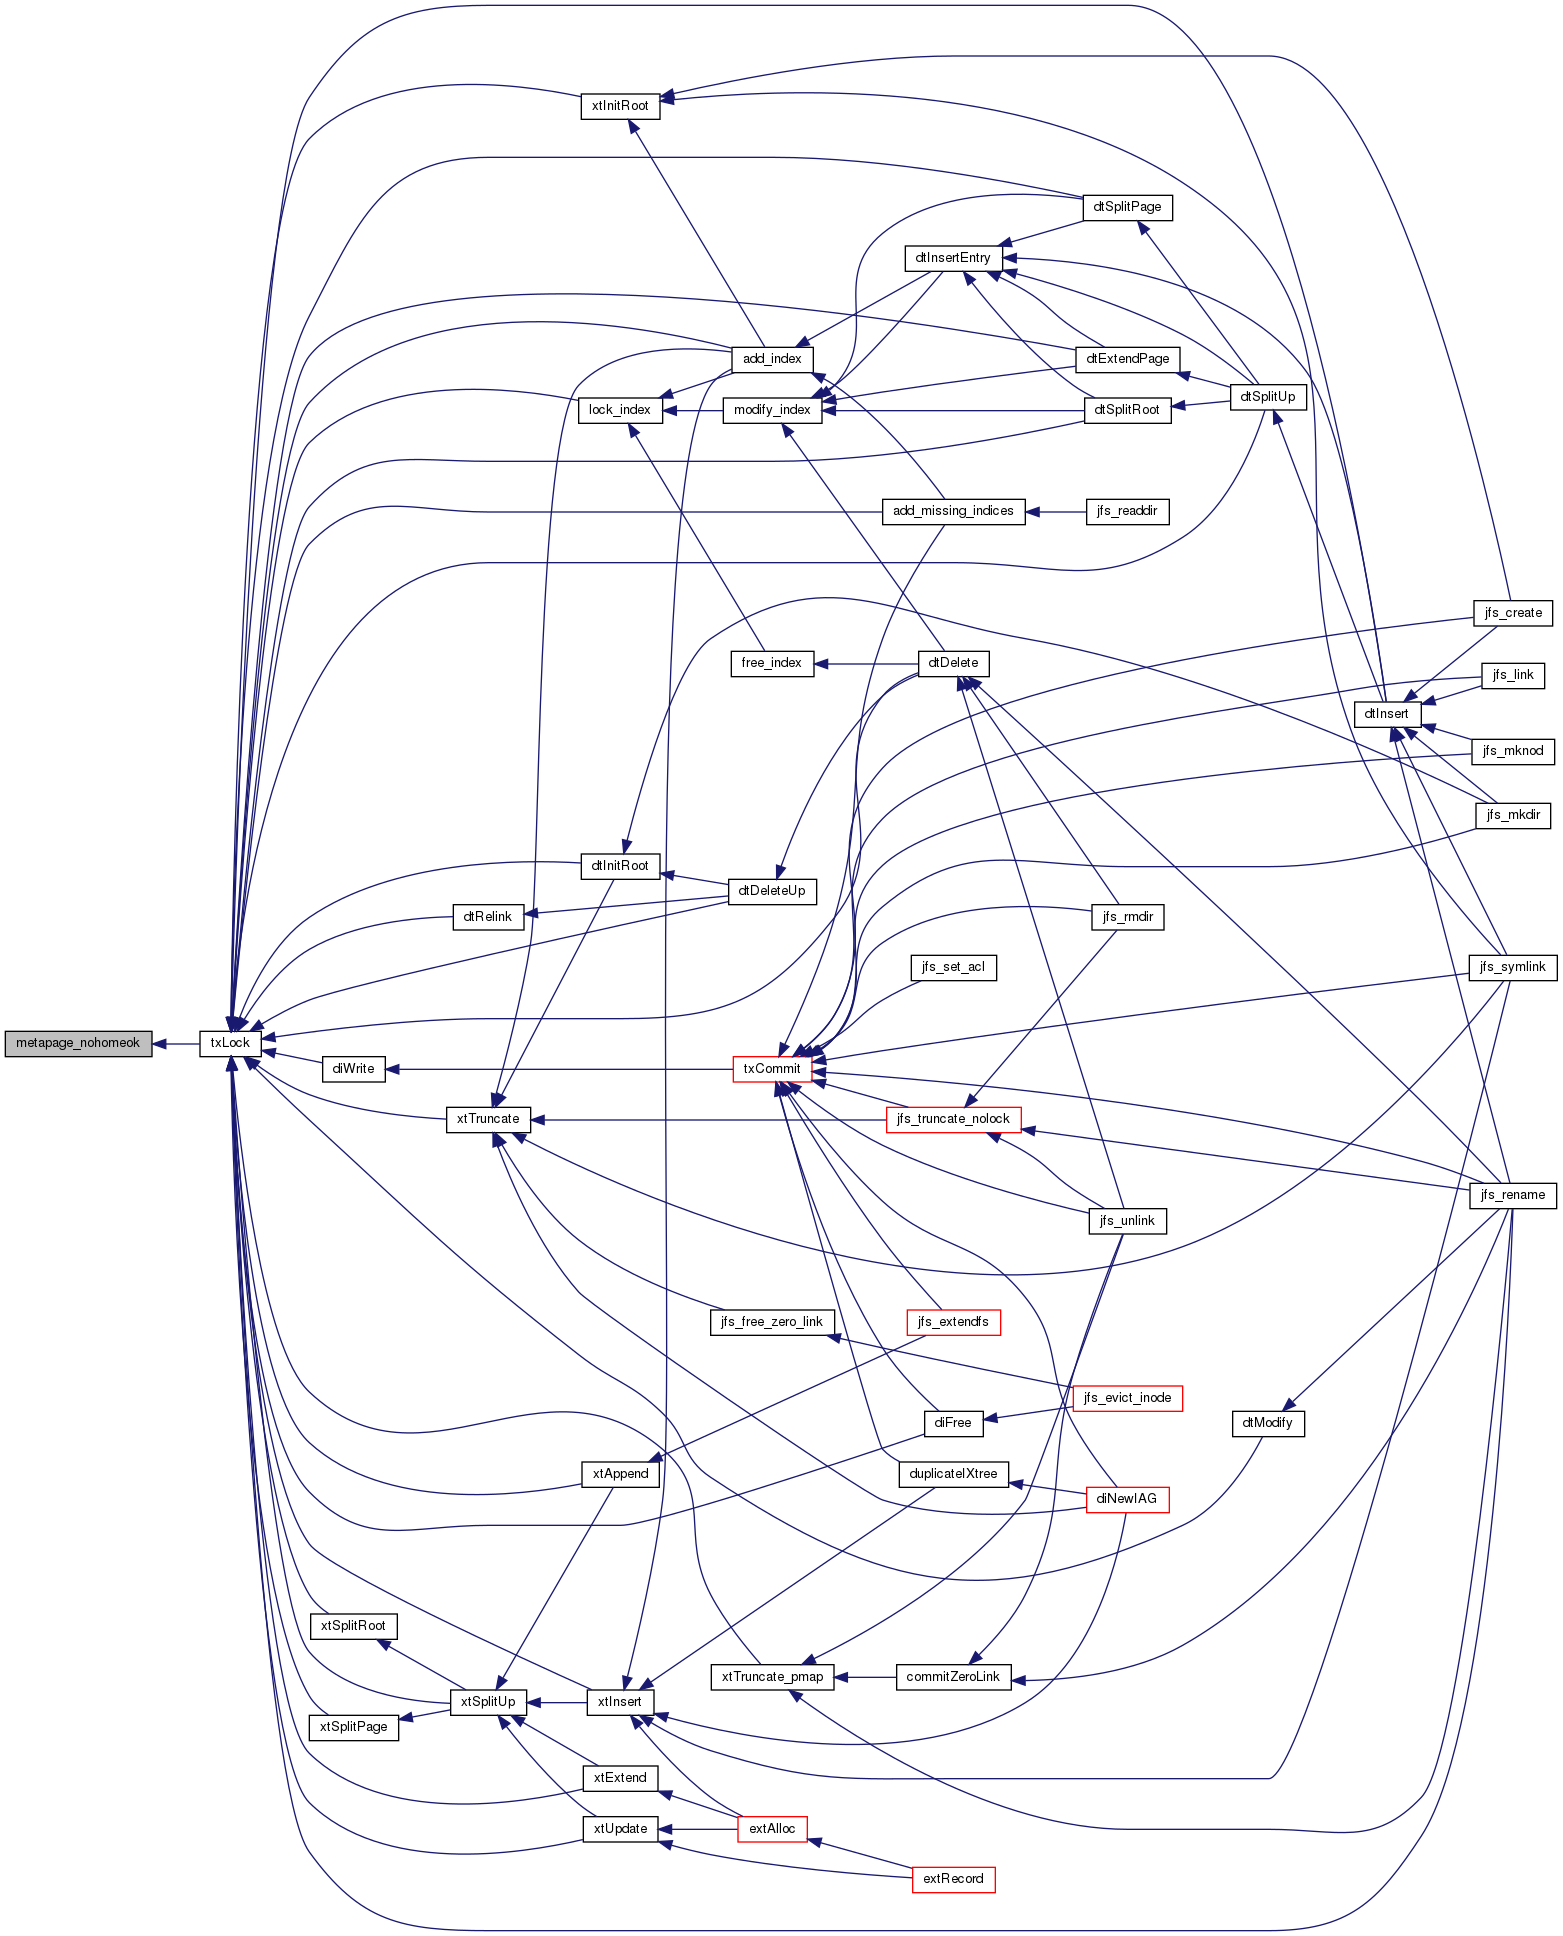 xtInitRoot
dtSplitPage
dtInsertEntry
add_index
dtExtendPage
dtSplitUp
lock_index
modify_index
dtSplitRoot
add_missing_indices
jfs_readdir
jfs_create
free_index
dtDelete
jfs_link
dtInsert
jfs_mknod
jfs_mkdir
dtInitRoot
dtDeleteUp
dtRelink
jfs_rmdir
jfs_set_acl
jfs_symlink
metapage_nohomeok
txLock
diWrite
txCommit
xtTruncate
jfs_truncate_nolock
jfs_rename
jfs_unlink
jfs_free_zero_link
jfs_extendfs
jfs_evict_inode
diFree
dtModify
xtAppend
duplicateIXtree
diNewIAG
xtSplitRoot
xtTruncate_pmap
commitZeroLink
xtSplitUp
xtInsert
xtSplitPage
xtExtend
xtUpdate
extAlloc
extRecord